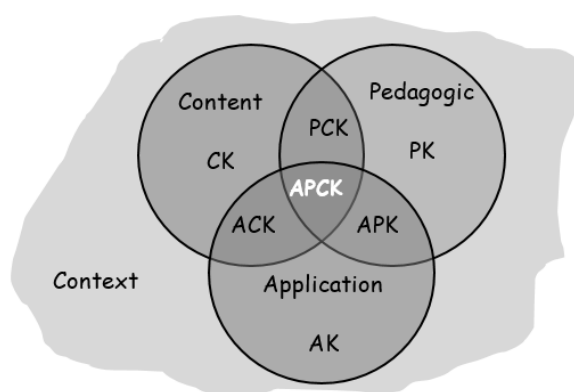 Content
Pedagogic
PCK
CK
PK
APCK
ACK
APK
Context
Application
AK